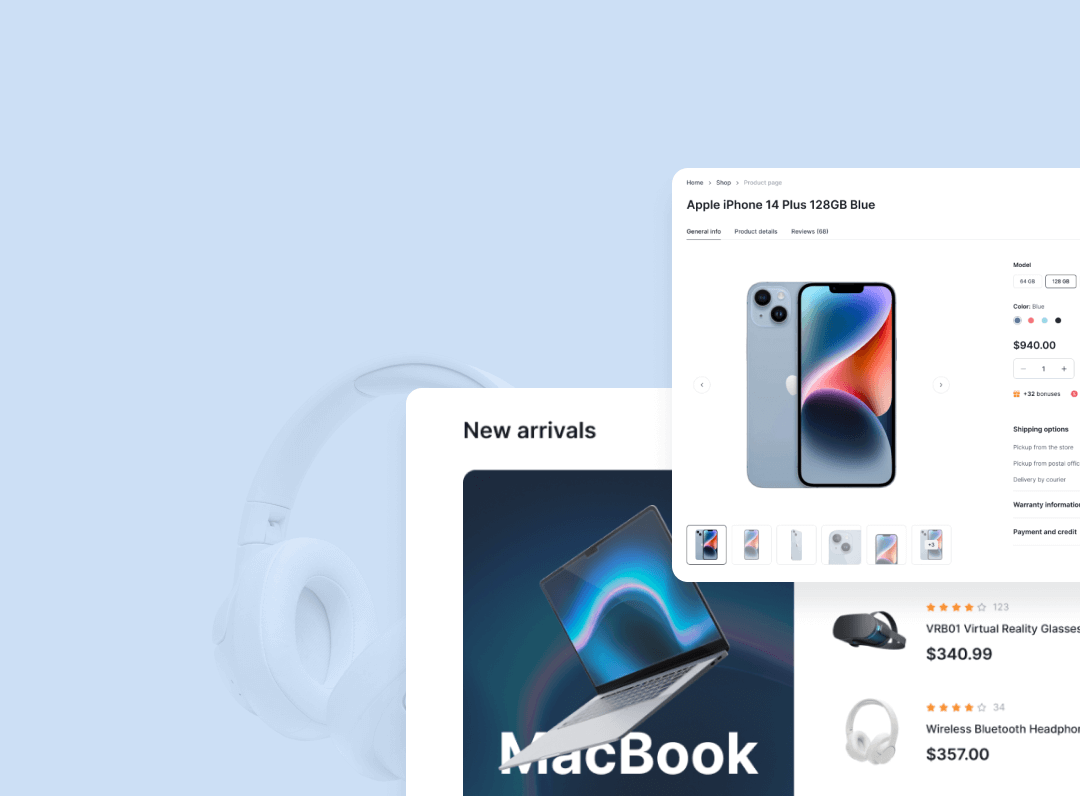 Home > Shop > Product page
Apple iPhone 14 Plus 128GB Blue
General info Product details Reviews (68)
Model
64 GB 128 GB
Color: Blue
$940.00
− 1 +
+32 bonuses
Shipping options
Pickup from the store
Pickup from postal offic
Delivery by courier
Warranty information
Payment and credit
+3
New arrivals
MacBook
123
VRB01 Virtual Reality Glasses
$340.99
34
Wireless Bluetooth Headphon
$357.00